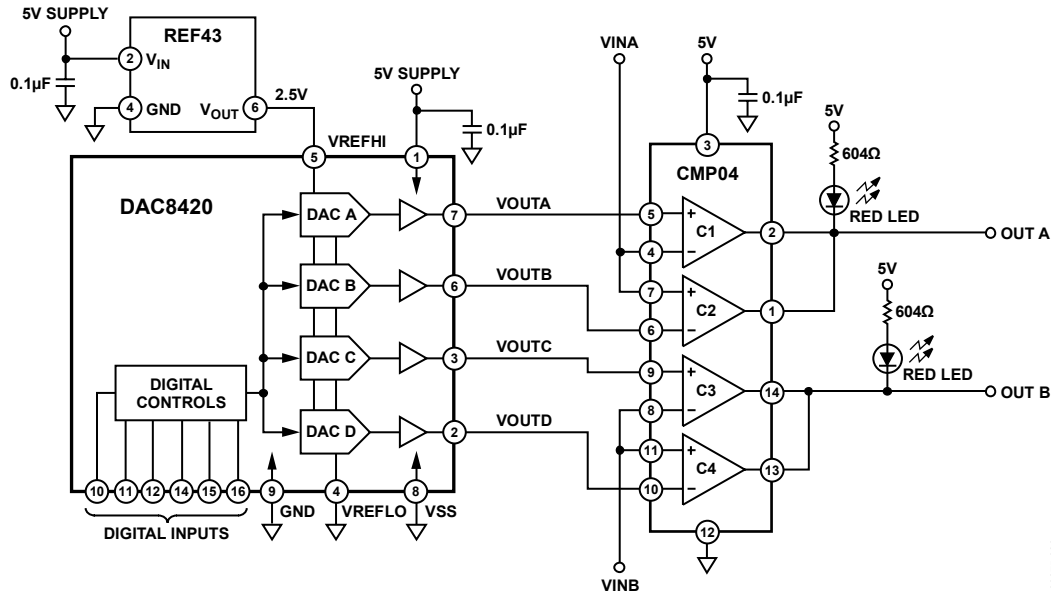 5V SUPPLY
REF43
0.1µF
2
VIN
4
GND
VOUT
6
2.5V
5V SUPPLY
0.1µF
5
VREFHI
1
DAC8420
DAC A
7
VOUTA
DAC B
6
VOUTB
DAC C
3
VOUTC
DAC D
2
VOUTD
DIGITAL
CONTROLS
10
11
12
14
15
16
9
GND
4
VREFLO
8
VSS
DIGITAL INPUTS
VINA
5V
0.1µF
3
CMP04
5
+
C1
4
–
2
7
+
C2
6
–
1
9
+
C3
8
–
14
11
+
C4
10
–
13
12
VINB
5V
604Ω
RED LED
OUT A
5V
604Ω
RED LED
OUT B